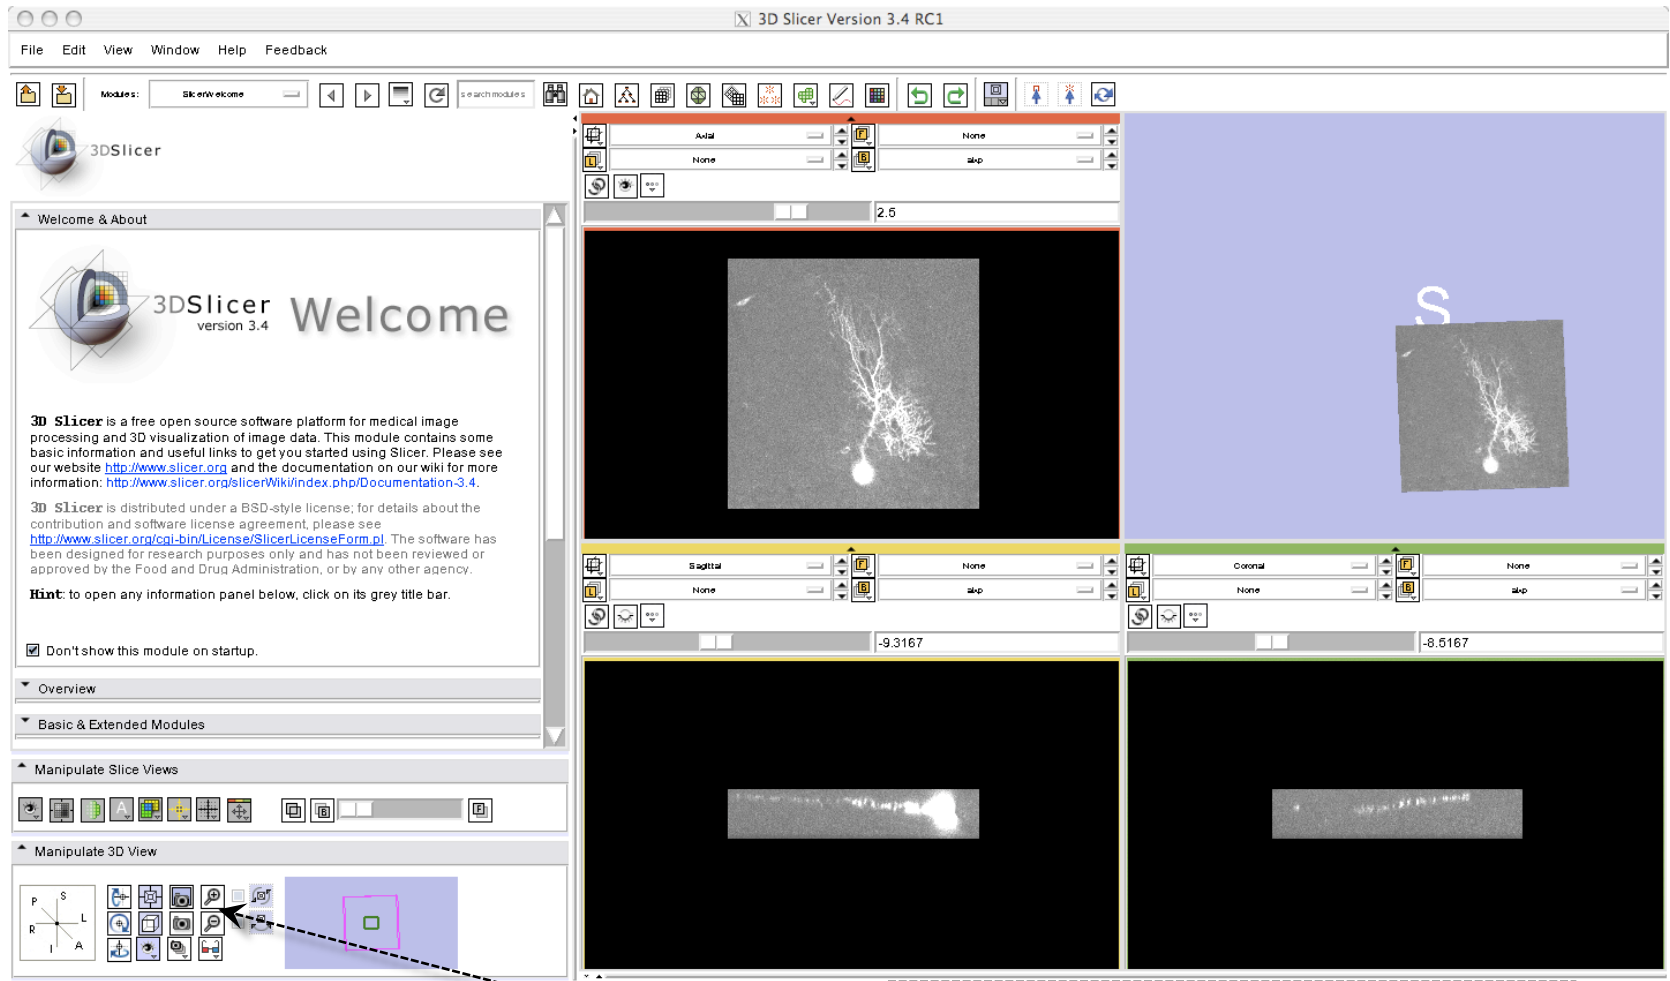 3D Slicer Version 3.4 RC1
File Edit View Window Help Feedback
Modules: SlicerWelcome search modules
3DSlicer
Welcome & About
3DSlicer
version 3.4
Welcome
3D Slicer is a free open source software platform for medical image
processing and 3D visualization of image data. This module contains some
basic information and useful links to get you started using Slicer. Please see
our website http://www.slicer.org and the documentation on our wiki for more
information: http://www.slicer.org/slicerWiki/index.php/Documentation-3.4.
3D Slicer is distributed under a BSD-style license; for details about the
contribution and software license agreement, please see
http://www.slicer.org/cgi-bin/License/SlicerLicenseForm.pl. The software has
been designed for research purposes only and has not been reviewed or
approved by the Food and Drug Administration, or by any other agency.
Hint: to open any information panel below, click on its grey title bar.
Don't show this module on startup.
Overview
Basic & Extended Modules
Manipulate Slice Views
A B F
Manipulate 3D View
P S
L
R
I A
Axial F None
L None B
2.5
S
Sagittal F None
L None B
-9.3167
Coronal F None
L None B
-8.5167